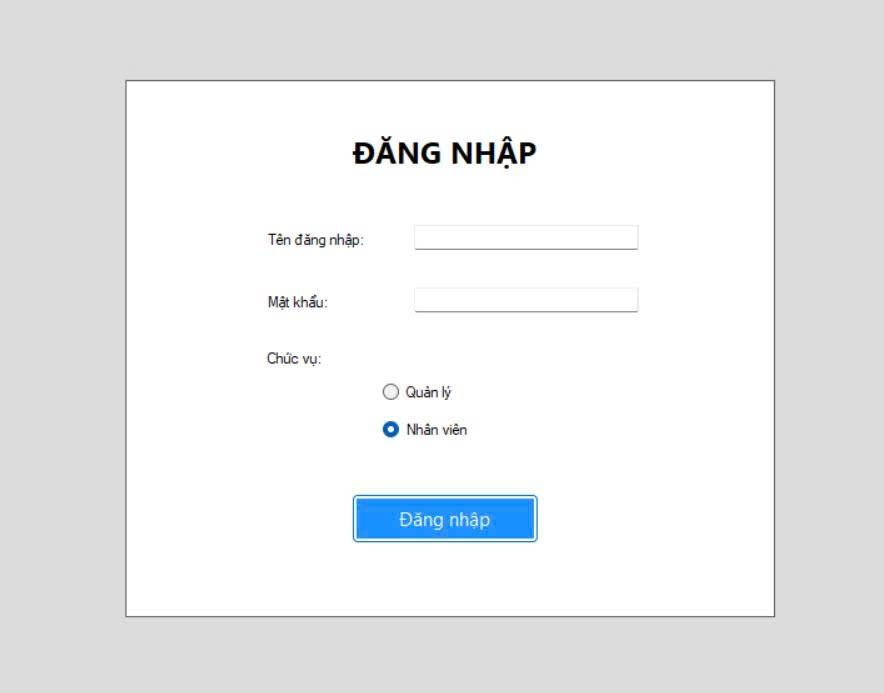 ĐĂNG NHẬP
Tên đăng nhập:
Mật khẩu:
Chức vụ:
Quản lý
Nhân viên
Đăng nhập